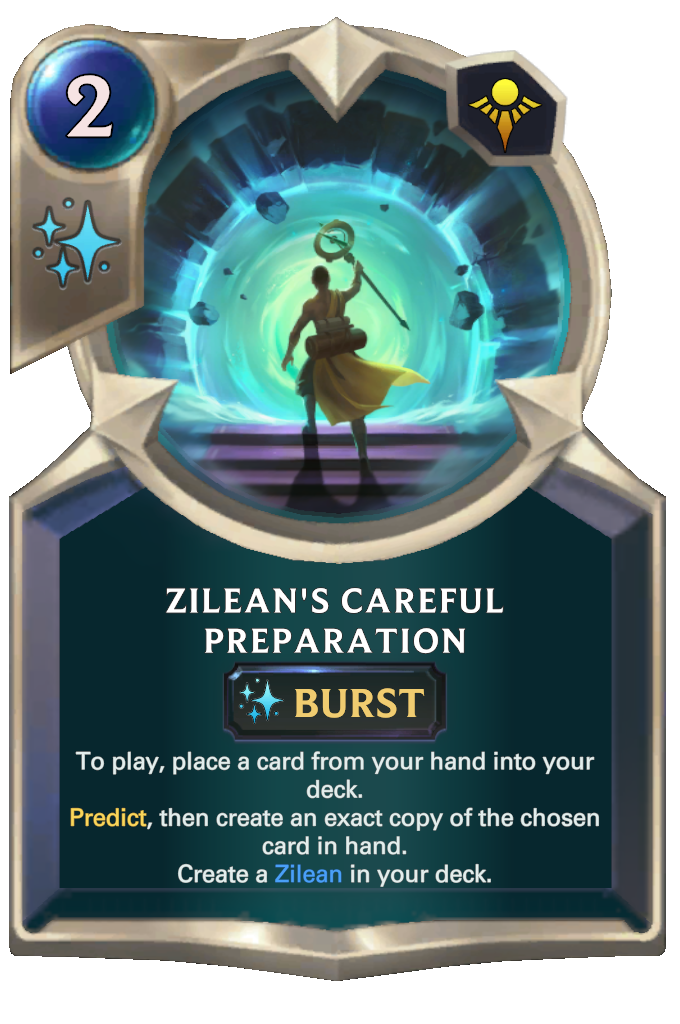 2
ZILEAN'S CAREFUL
PREPARATION
BURST
To play, place a card from your hand into your
deck.
Predict, then create an exact copy of the chosen
card in hand.
Create a Zilean in your deck.